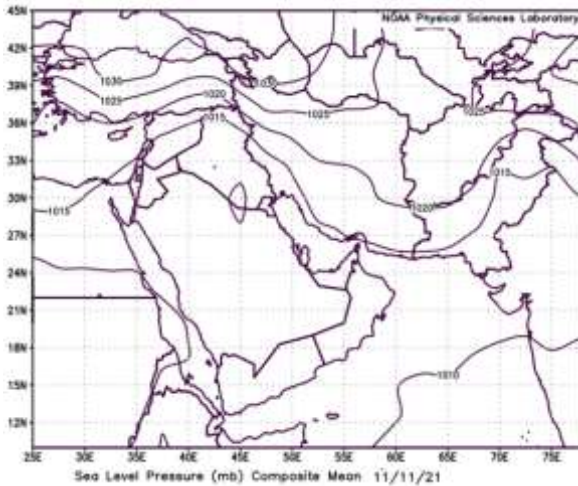 NOAA Physical Sciences Laboratory
45N
42N
39N
36N
33N
30N
27N
24N
21N
18N
15N
12N
1030
1030
1025
1025
1020
1015
1015
1015
1020
1010
25E 30E 35E 40E 45E 50E 55E 60E 65E 70E 75E
Sea Level Pressure (mb) Composite Mean 11/11/21